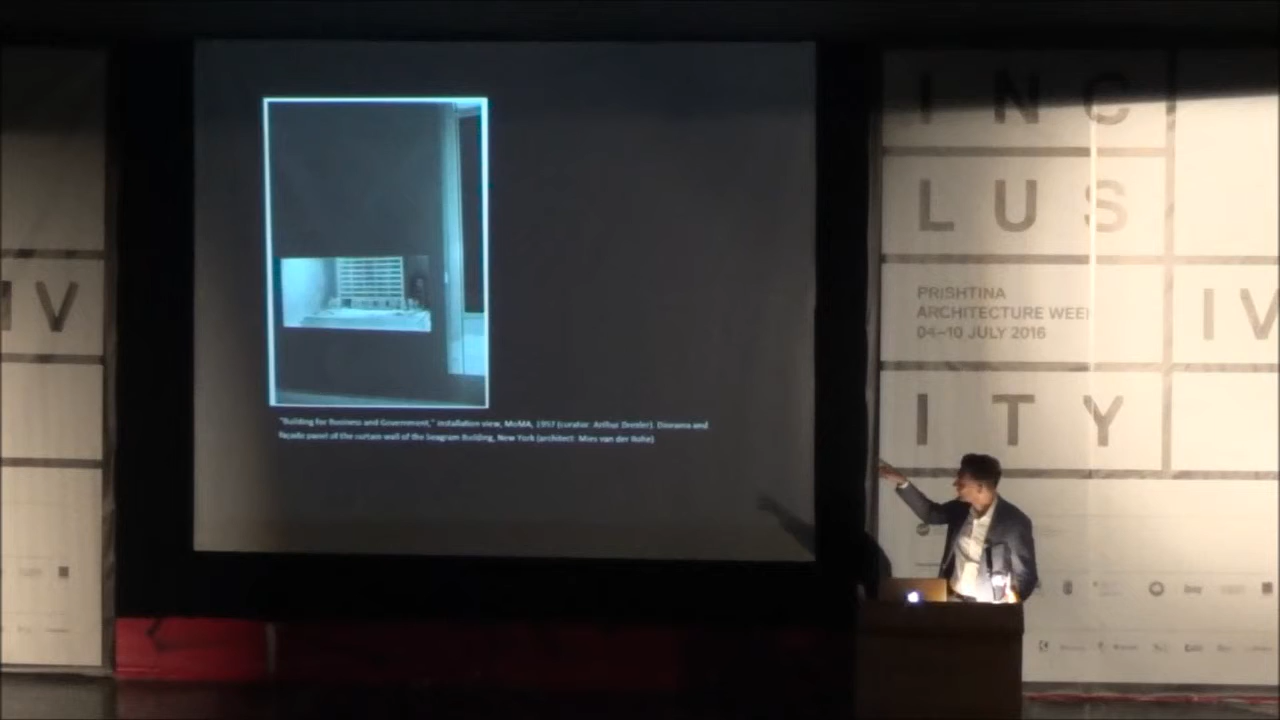 "Building for Business and Government," installation view, MoMA, 1957 (curator: Arthur Drexler). Diorama and
façade panel of the curtain wall of the Seagram Building, New York (architect: Mies van der Rohe)
INC
LUS
PRISHTINA
ARCHITECTURE WEEK
04–10 JULY 2016
IV
ITY
IV